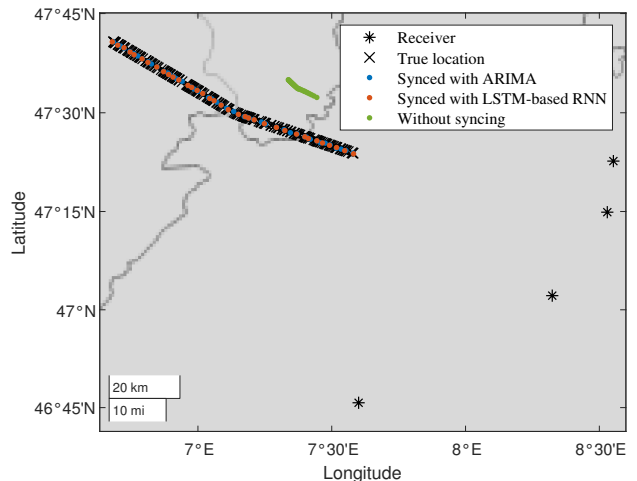 47°45'N
47°30'N
47°15'N
47°N
46°45'N
Latitude
Receiver
True location
Synced with ARIMA
Synced with LSTM-based RNN
Without syncing
20 km
10 mi
7°E
7°30'E
8°E
8°30'E
Longitude